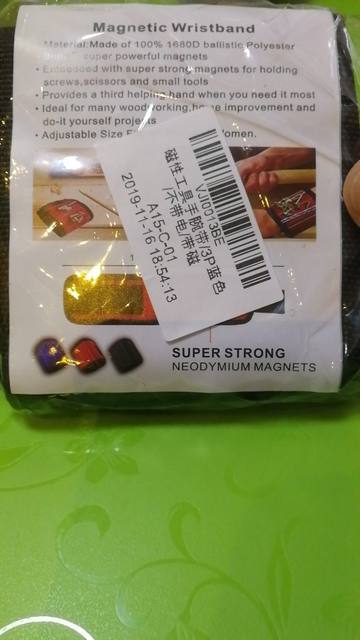 Magnetic Wristband
Material:Made of 100% 1680D ballistic Polyester
super powerful magnets
• Embedded with super strong magnets for holding
screws,scissors and small tools
• Provides a third helping hand when you need it most
• Ideal for many woodworking,home improvement and
do-it yourself projects
• Adjustable Size
omen.
VJI0013BE
磁性工具手腕带/3P蓝色
/不带电/带磁
A15-C-01
2019-11-16 18:54:13
SUPER STRONG
NEODYMIUM MAGNETS